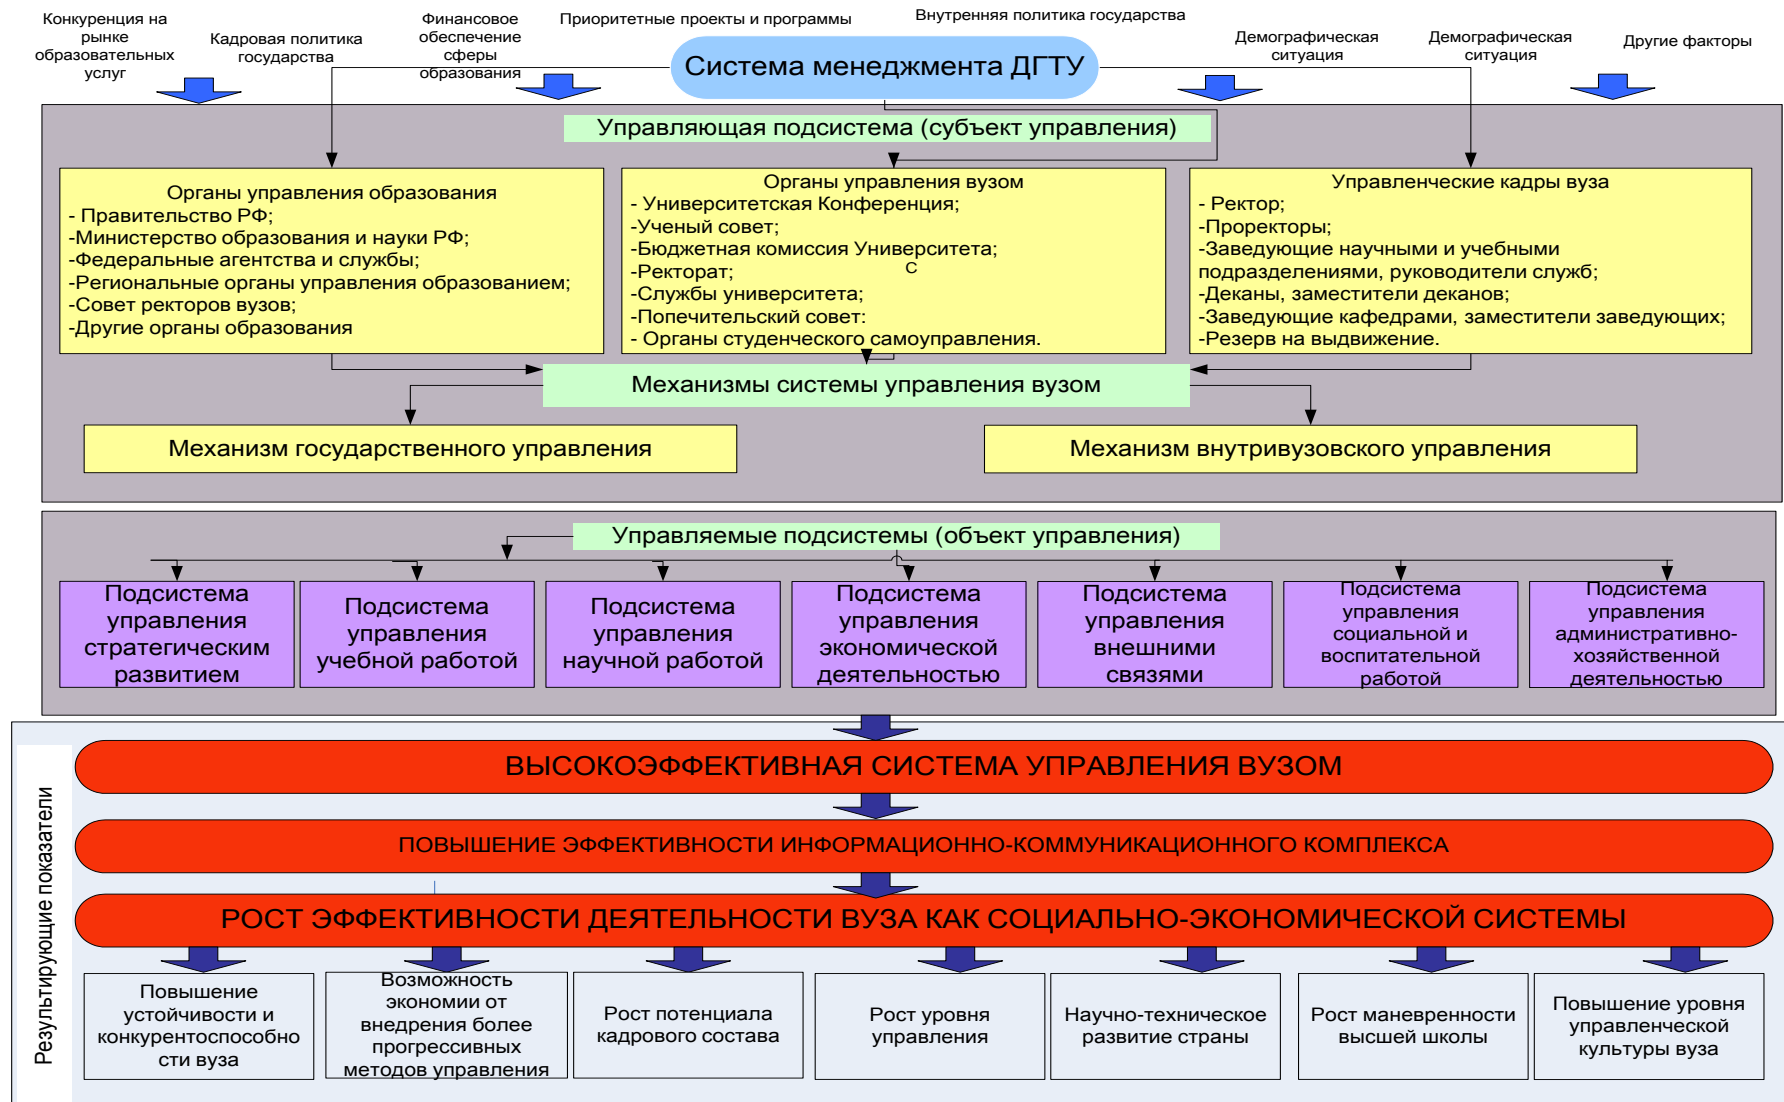 Конкуренция на
рынке
образовательных
услуг
Кадровая политика
государства
Финансовое
обеспечение
сферы
образования
Приоритетные проекты и программы
Внутренняя политика государства
Демографическая
ситуация
Демографическая
ситуация
Другие факторы
Система менеджмента ДГТУ
Управляющая подсистема (субъект управления)
Органы управления образования
- Правительство РФ;
-Министерство образования и науки РФ;
-Федеральные агентства и службы;
-Региональные органы управления образованием;
-Совет ректоров вузов;
-Другие органы образования
Органы управления вузом
- Университетская Конференция;
-Ученый совет;
-Бюджетная комиссия Университета;
-Ректорат;
С
-Службы университета;
-Попечительский совет:
- Органы студенческого самоуправления.
Управленческие кадры вуза
- Ректор;
-Проректоры;
-Заведующие научными и учебными
подразделениями, руководители служб;
-Деканы, заместители деканов;
-Заведующие кафедрами, заместители заведующих;
-Резерв на выдвижение.
Механизмы системы управления вузом
Механизм государственного управления
Механизм внутривузовского управления
Управляемые подсистемы (объект управления)
Подсистема
управления
стратегическим
развитием
Подсистема
управления
учебной работой
Подсистема
управления
научной работой
Подсистема
управления
экономической
деятельностью
Подсистема
управления
внешними
связями
Подсистема
управления
социальной и
воспитательной
работой
Подсистема
управления
административно-
хозяйственной
деятельностью
Результирующие показатели
ВЫСОКОЭФФЕКТИВНАЯ СИСТЕМА УПРАВЛЕНИЯ ВУЗОМ
ПОВЫШЕНИЕ ЭФФЕКТИВНОСТИ ИНФОРМАЦИОННО-КОММУНИКАЦИОННОГО КОМПЛЕКСА
РОСТ ЭФФЕКТИВНОСТИ ДЕЯТЕЛЬНОСТИ ВУЗА КАК СОЦИАЛЬНО-ЭКОНОМИЧЕСКОЙ СИСТЕМЫ
Повышение
устойчивости и
конкурентоспособно
сти вуза
Возможность
экономии от
внедрения более
прогрессивных
методов управления
Рост потенциала
кадрового состава
Рост уровня
управления
Научно-техническое
развитие страны
Рост маневренности
высшей школы
Повышение уровня
управленческой
культуры вуза